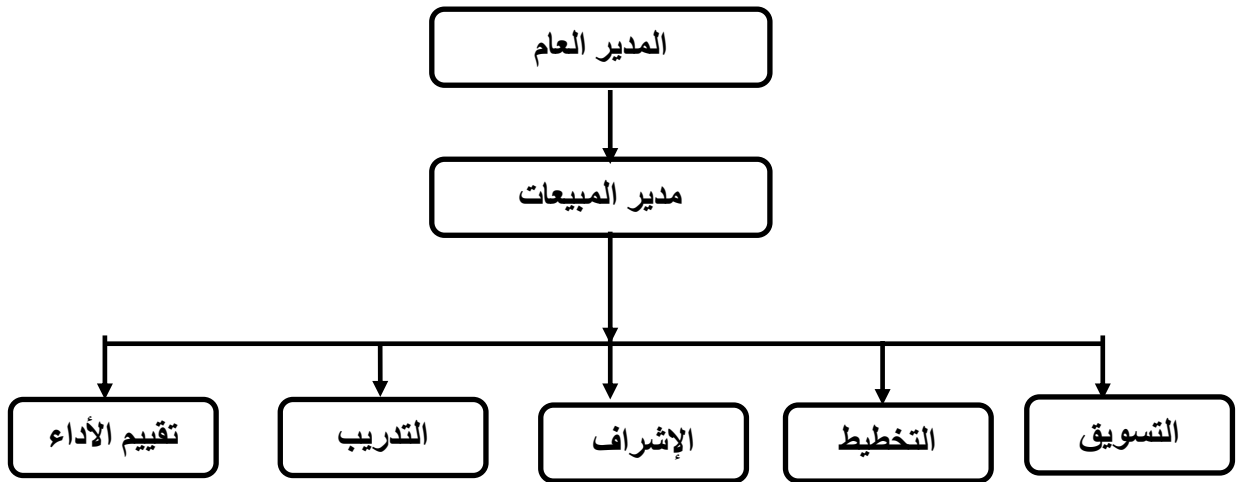 المدير العام
مدير المبيعات
التسويق
التخطيط
الإشراف
التدريب
تقييم الأداء